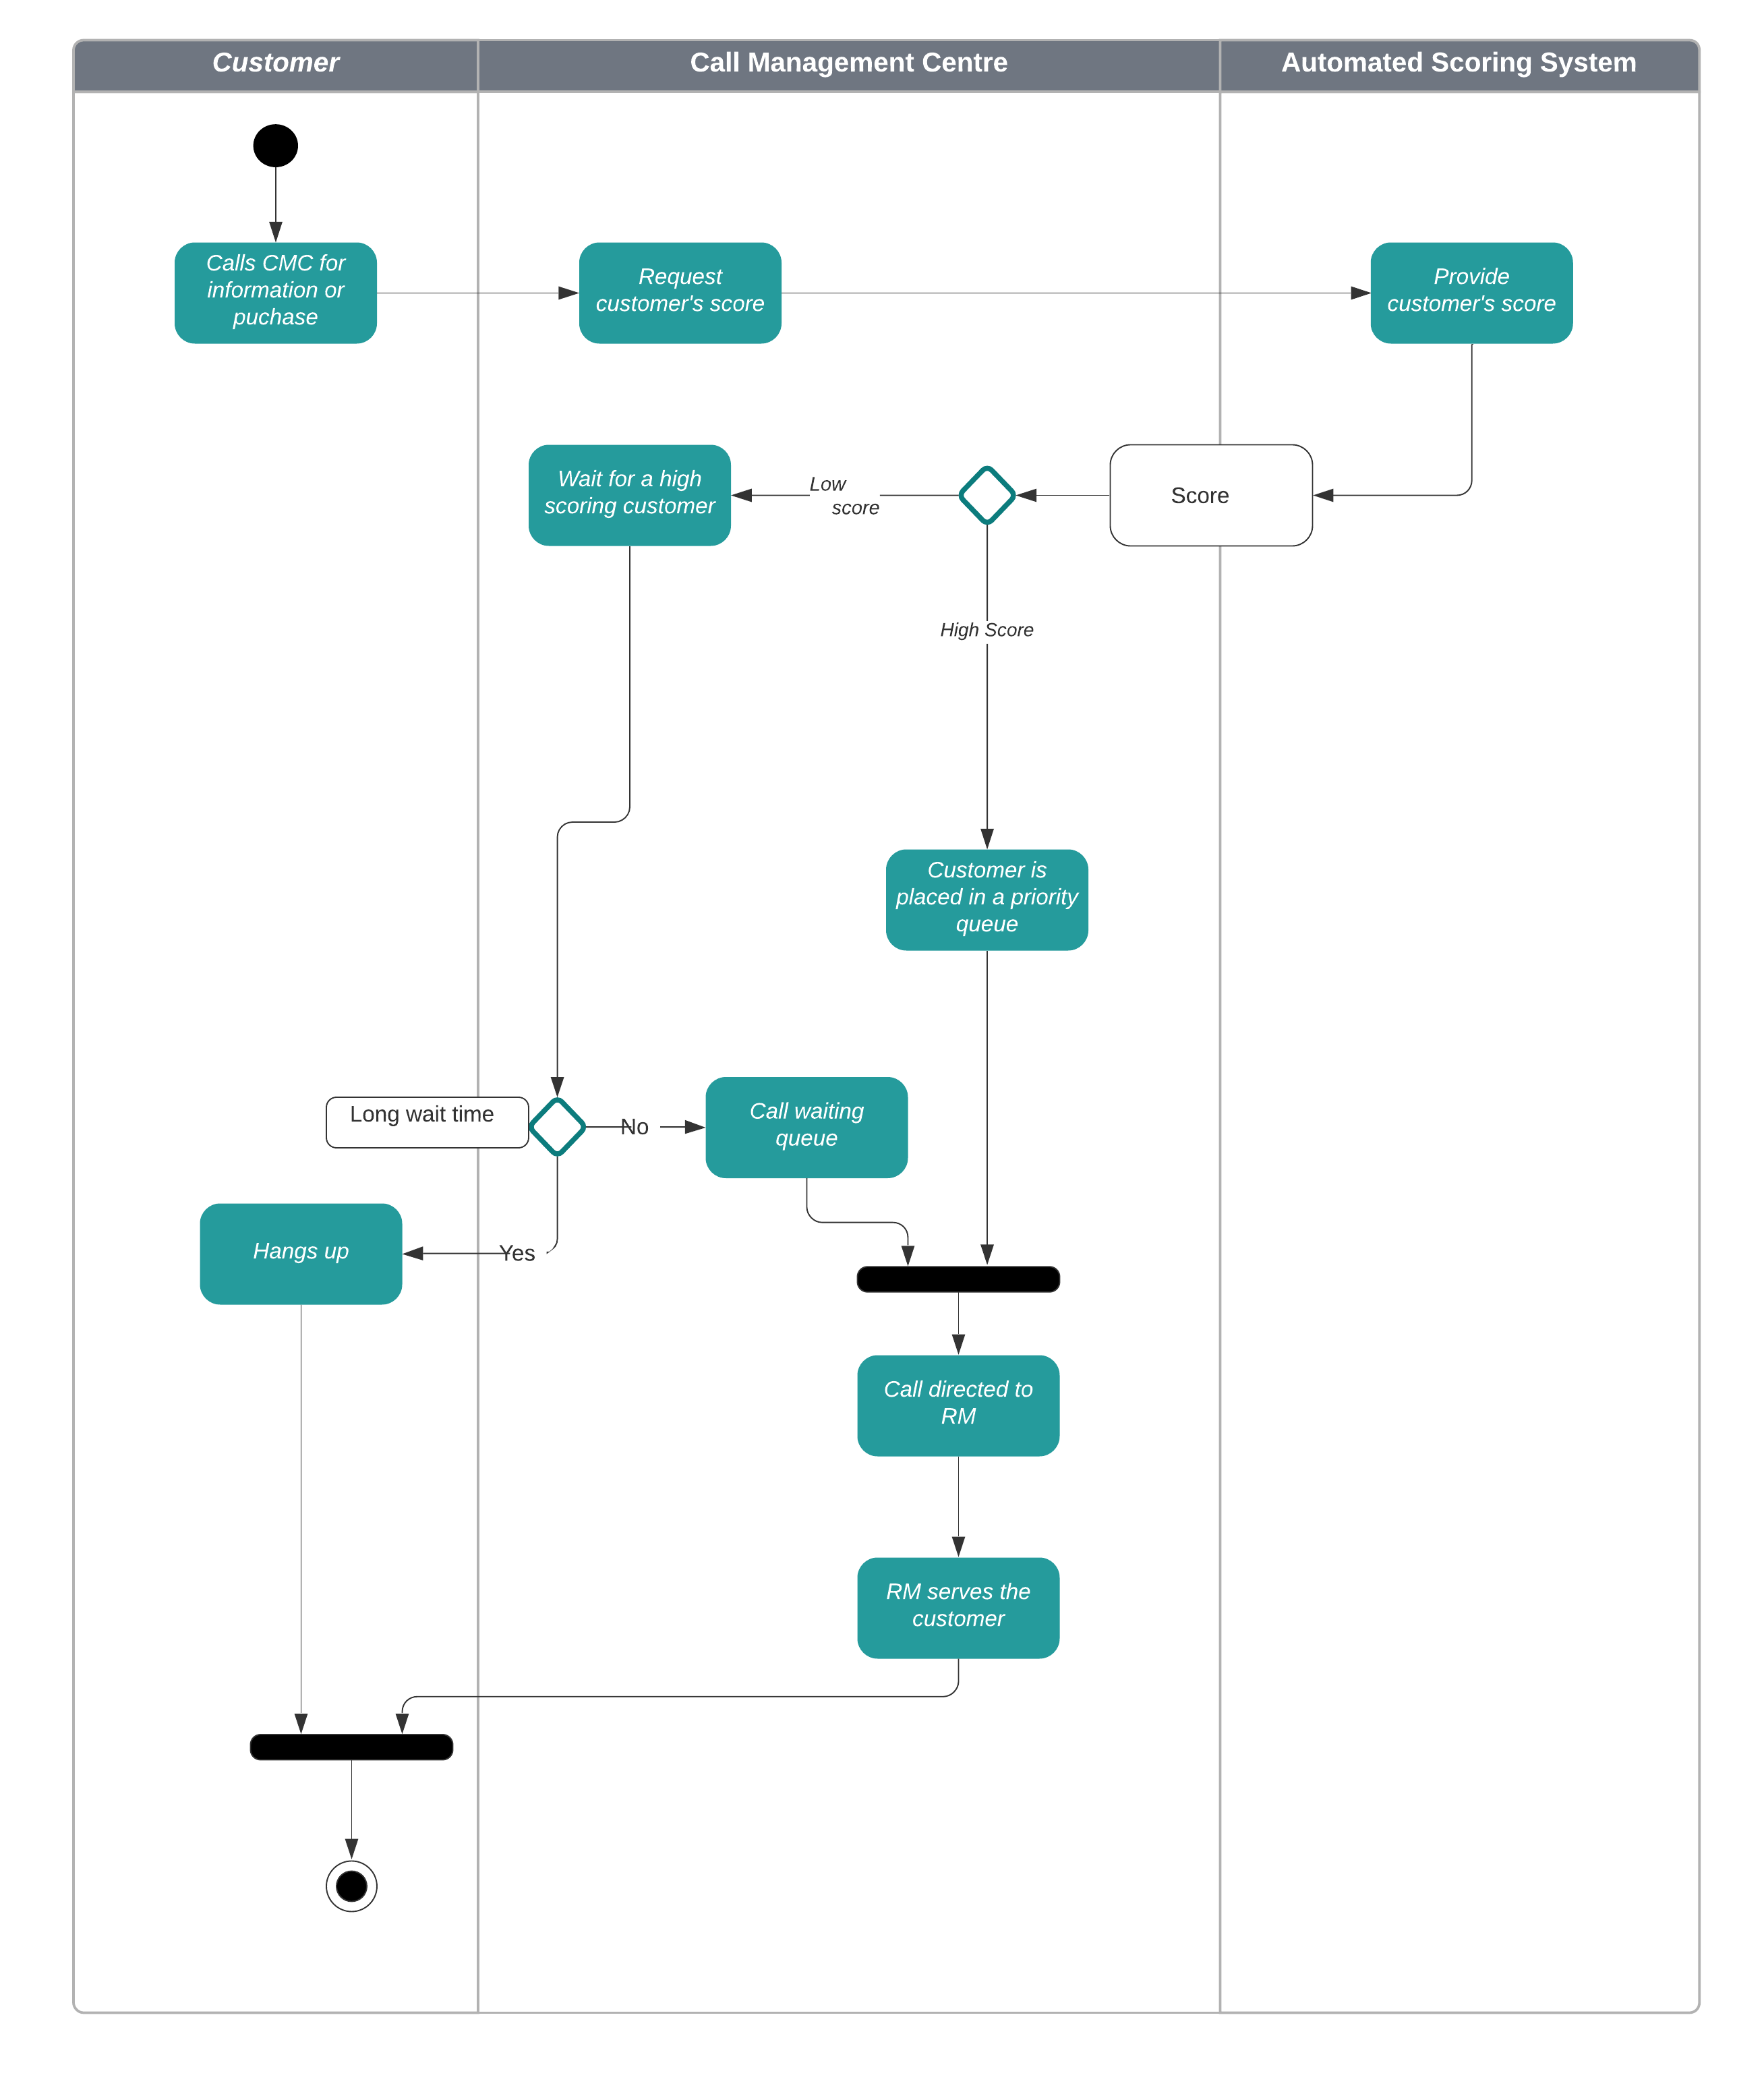 Customer
Call Management Centre
Automated Scoring System
Calls CMC for
information or
puchase
Request
customer's score
Provide
customer's score
Wait for a high
scoring customer
Low
score
Score
High Score
Customer is
placed in a priority
queue
Long wait time
No
Call waiting
queue
Hangs up
Yes
Call directed to
RM
RM serves the
customer